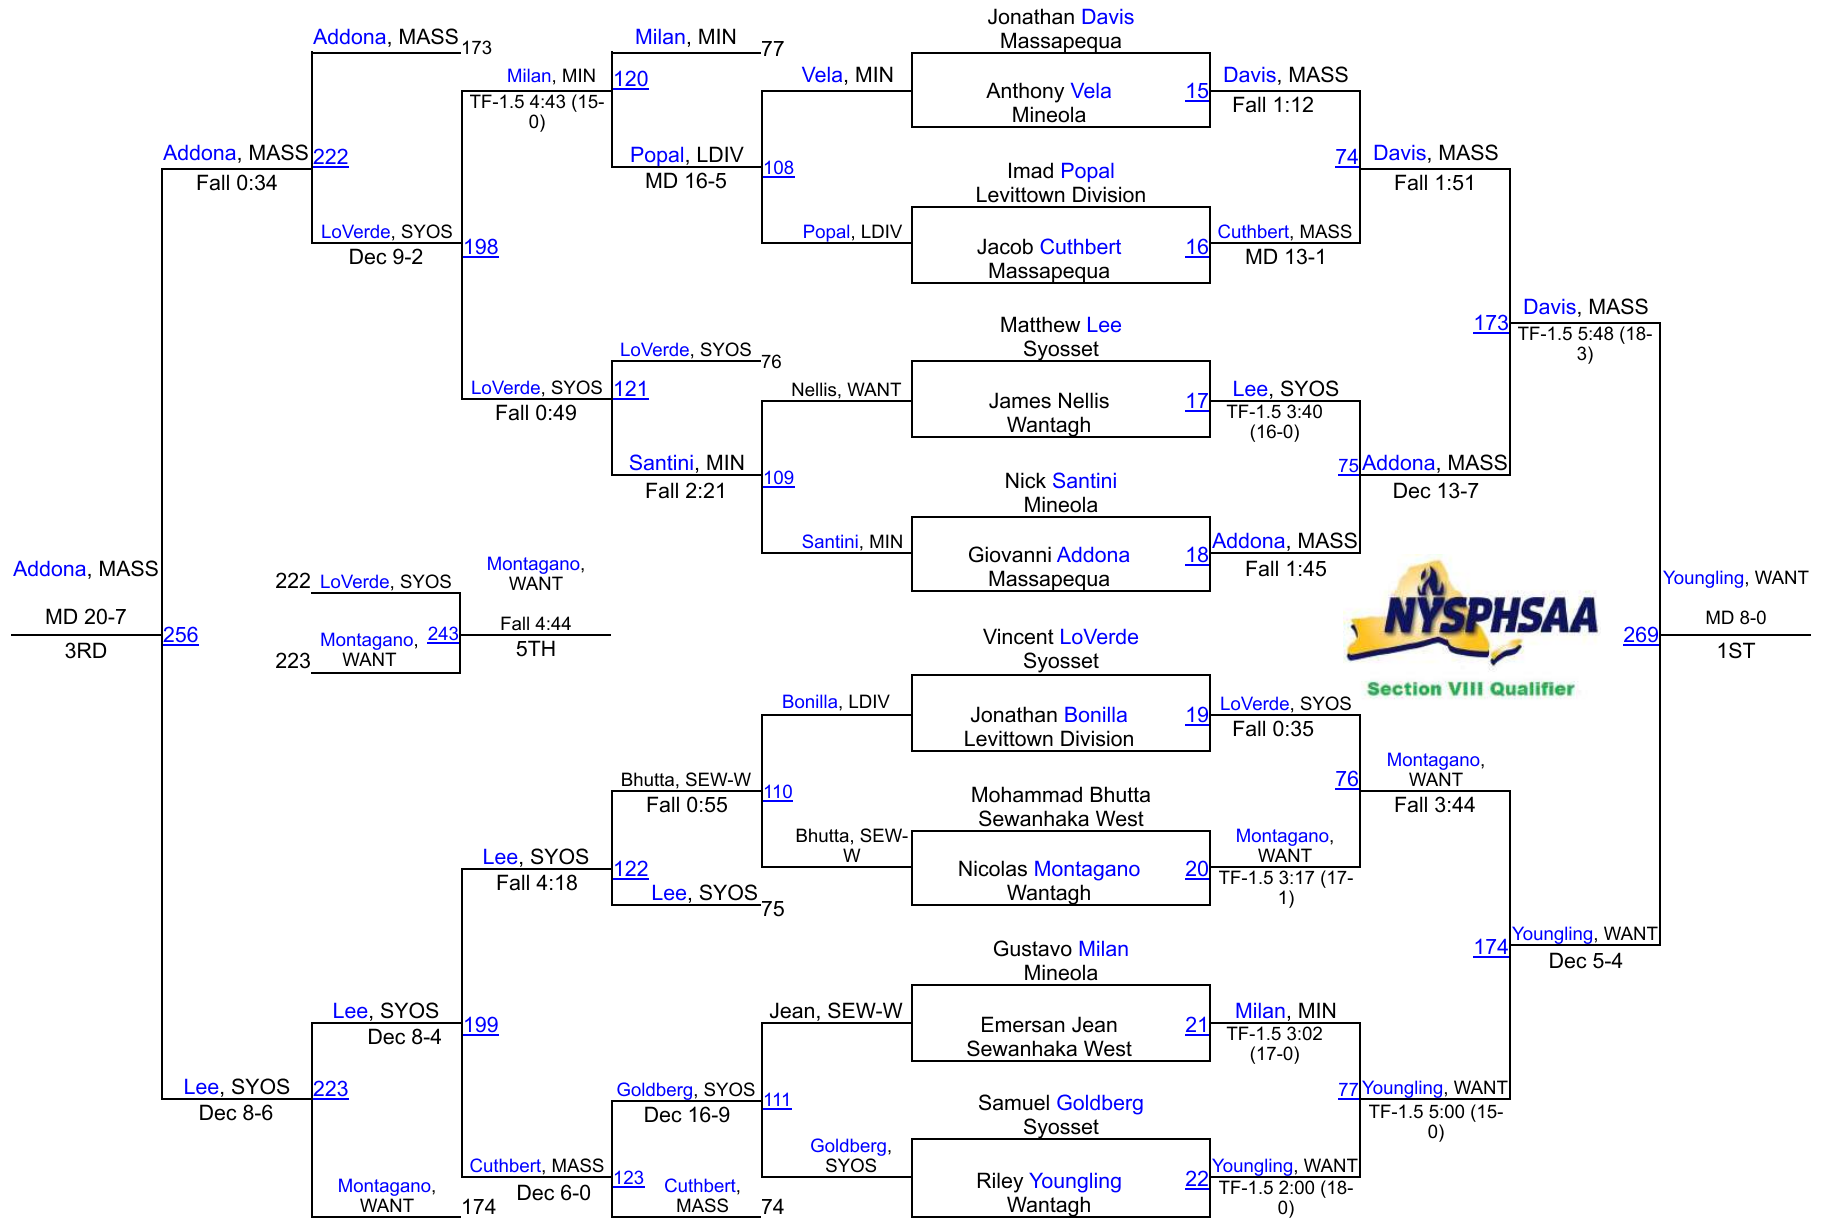 Jonathan Davis
Massapequa
Addona, MASS
173
Milan, MIN
77
Milan, MIN
120
TF-1.5 4:43 (15-
0)
Vela, MIN
Anthony Vela
Mineola
15
Davis, MASS
Fall 1:12
Addona, MASS
222
Fall 0:34
Popal, LDIV
108
MD 16-5
Imad Popal
Levittown Division
74
Davis, MASS
Fall 1:51
LoVerde, SYOS
198
Dec 9-2
Popal, LDIV
Jacob Cuthbert
Massapequa
16
Cuthbert, MASS
MD 13-1
Matthew Lee
Syosset
173
Davis, MASS
TF-1.5 5:48 (18-
3)
LoVerde, SYOS
76
LoVerde, SYOS
121
Fall 0:49
Nellis, WANT
James Nellis
Wantagh
17
Lee, SYOS
TF-1.5 3:40
(16-0)
Santini, MIN
109
Fall 2:21
Nick Santini
Mineola
75
Addona, MASS
Dec 13-7
Santini, MIN
Giovanni Addona
Massapequa
18
Addona, MASS
Fall 1:45
Addona, MASS
MD 20-7
3RD
256
222
LoVerde, SYOS
Montagano,
WANT
223
Montagano,
WANT
243
Fall 4:44
5TH
NYSPHSAA
Section VIII Qualifier
Youngling, WANT
269
MD 8-0
1ST
Vincent LoVerde
Syosset
Bonilla, LDIV
Jonathan Bonilla
Levittown Division
19
LoVerde, SYOS
Fall 0:35
Bhutta, SEW-W
110
Fall 0:55
Mohammad Bhutta
Sewanhaka West
76
Montagano,
WANT
Fall 3:44
Bhutta, SEW-
W
Nicolas Montagano
Wantagh
20
Montagano,
WANT
TF-1.5 3:17 (17-
1)
Lee, SYOS
122
Fall 4:18
Lee, SYOS
75
Gustavo Milan
Mineola
174
Youngling, WANT
Dec 5-4
Lee, SYOS
199
Dec 8-4
Jean, SEW-W
Emersan Jean
Sewanhaka West
21
Milan, MIN
TF-1.5 3:02
(17-0)
Lee, SYOS
223
Dec 8-6
Goldberg, SYOS
111
Dec 16-9
Samuel Goldberg
Syosset
77
Youngling, WANT
TF-1.5 5:00 (15-
0)
Goldberg,
SYOS
Riley Youngling
Wantagh
22
Youngling, WANT
TF-1.5 2:00 (18-
0)
Montagano,
WANT
174
Cuthbert, MASS
123
Dec 6-0
Cuthbert,
MASS
74